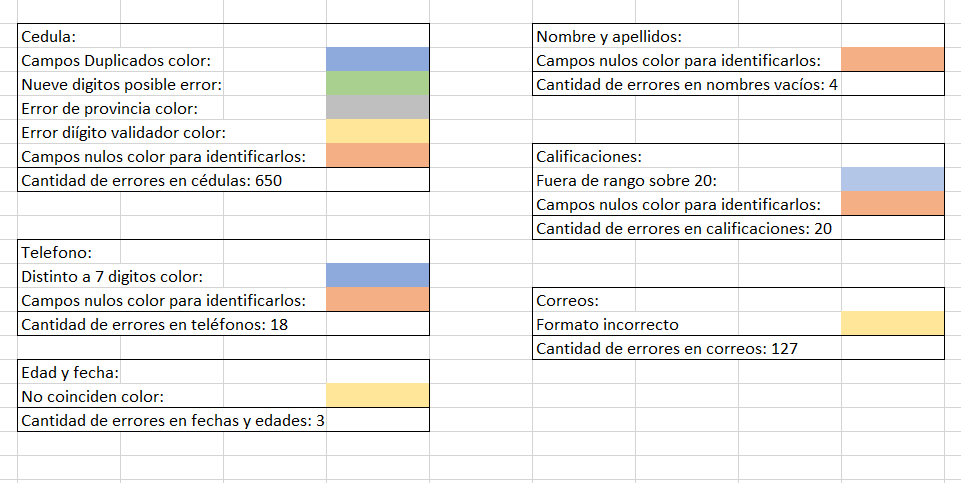 Cedula:
Campos Duplicados color:
Nueve digitos posible error:
Error de provincia color:
Error diígito validador color:
Campos nulos color para identificarlos:
Cantidad de errores en cédulas: 650
Telefono:
Distinto a 7 digitos color:
Campos nulos color para identificarlos:
Cantidad de errores en teléfonos: 18
Edad y fecha:
No coinciden color:
Cantidad de errores en fechas y edades: 3
Nombre y apellidos:
Campos nulos color para identificarlos:
Cantidad de errores en nombres vacíos: 4
Calificaciones:
Fuera de rango sobre 20:
Campos nulos color para identificarlos:
Cantidad de errores en calificaciones: 20
Correos:
Formato incorrecto
Cantidad de errores en correos: 127